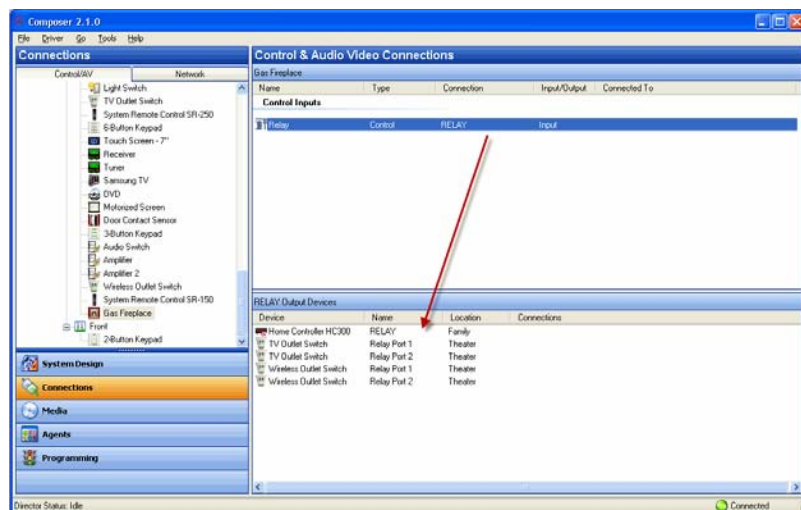 Composer 2.1.0
File Driver Go Tools Help
Connections
Control/AV Network
Light Switch
TV Outlet Switch
System Remote Control SR-250
6-Button Keypad
Touch Screen - 7"
Receiver
Tuner
Samsung TV
DVD
Motorized Screen
Door Contact Sensor
3-Button Keypad
Audio Switch
Amplifier
Amplifier 2
Wireless Outlet Switch
System Remote Control SR-150
Gas Fireplace
Front
2-Button Keypad
System Design
Connections
Media
Agents
Programming
Control & Audio Video Connections
Gas Fireplace
Name Type Connection Input/Output Connected To
Control Inputs
Relay Control RELAY Input
RELAY Output Devices
Device Name Location Connections
Home Controller HC300 RELAY Family
TV Outlet Switch Relay Port 1 Theater
TV Outlet Switch Relay Port 2 Theater
Wireless Outlet Switch Relay Port 1 Theater
Wireless Outlet Switch Relay Port 2 Theater
Director Status: Idle Connected